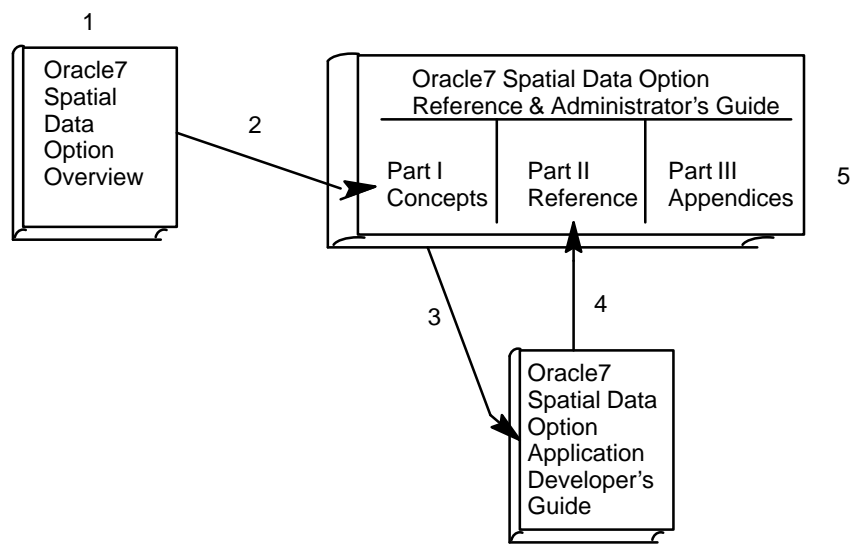 1
Oracle7
Spatial
Data
Option
Overview
2
Oracle7 Spatial Data Option
Reference & Administrator's Guide
Part I
Concepts
Part II
Reference
Part III
Appendices
5
3
4
Oracle7
Spatial Data
Option
Application
Developer's
Guide